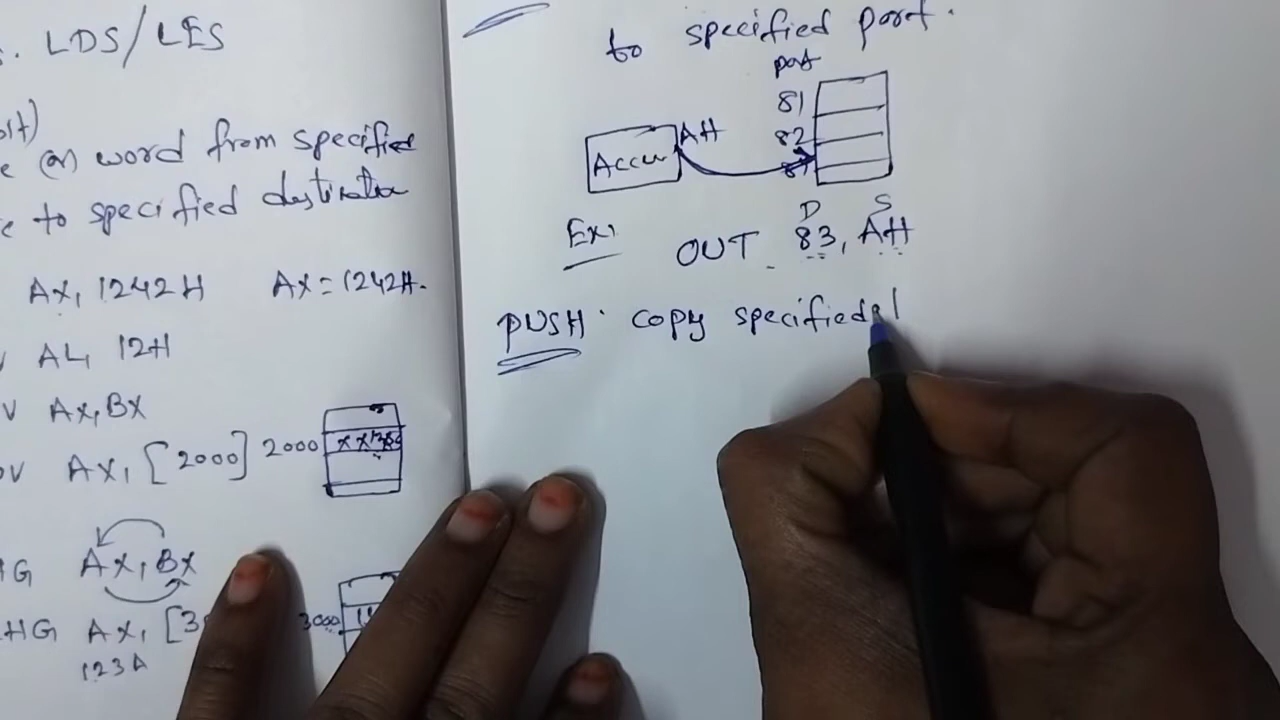 LDS/LES
word from specified
to specified destination
AX, 1242H AX = 1242H.
AL, 12H
AX, BX
AX, [2000] 2000
AX, BX
AX, [3
3000
123A
to specified port.
port
81
82
Accu AH
D S
Ex: OUT 83, AH
PUSH: copy specified